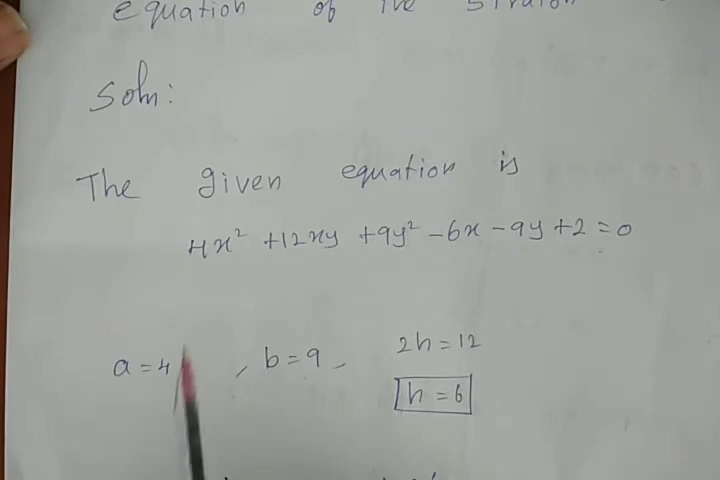 equation of the
Soln:
The given equation is
4x² +12xy +9y² -6x -9y +2 = 0
a = 4 , b = 9 , 2h = 12
h = 6